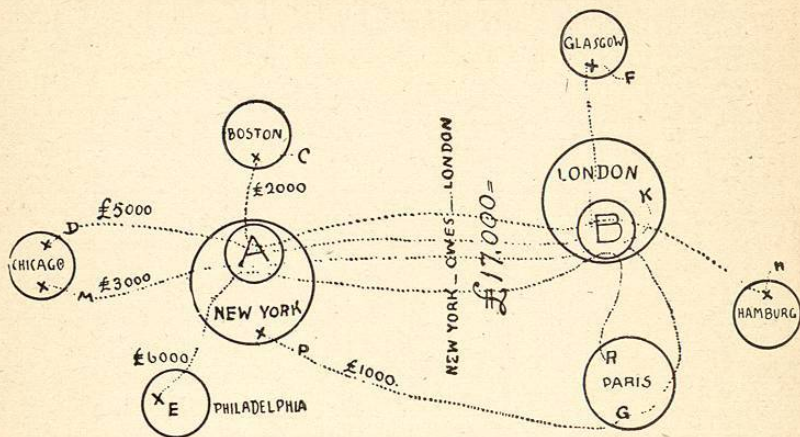 GLASGOW
F
BOSTON
C
£2000
LONDON
K
B
£5000
D
CHICAGO
M
£3000
A
NEW YORK
P
NEW YORK - OWES - LONDON
£17,000=
H
HAMBURG
£6000
E
PHILADELPHIA
£1000.
R
PARIS
G